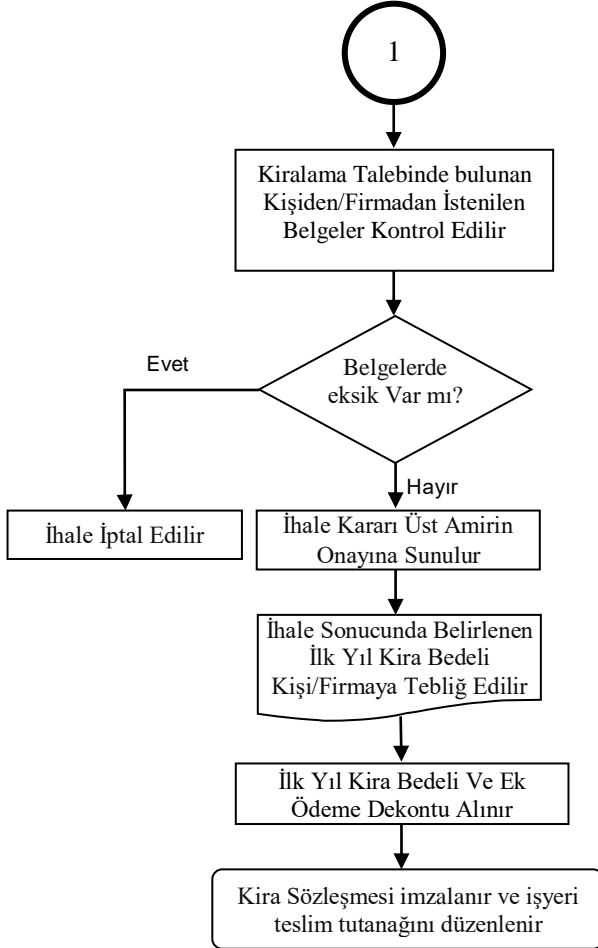 1
Kiralama Talebinde bulunan
Kişiden/Firmadan İstenilen
Belgeler Kontrol Edilir
Evet
Belgelerde
eksik Var mı?
Hayır
İhale İptal Edilir
İhale Kararı Üst Amirin
Onayına Sunulur
İhale Sonucunda Belirlenen
İlk Yıl Kira Bedeli
Kişi/Firmaya Tebliğ Edilir
İlk Yıl Kira Bedeli Ve Ek
Ödeme Dekontu Alınır
Kira Sözleşmesi imzalanır ve işyeri
teslim tutanağını düzenlenir